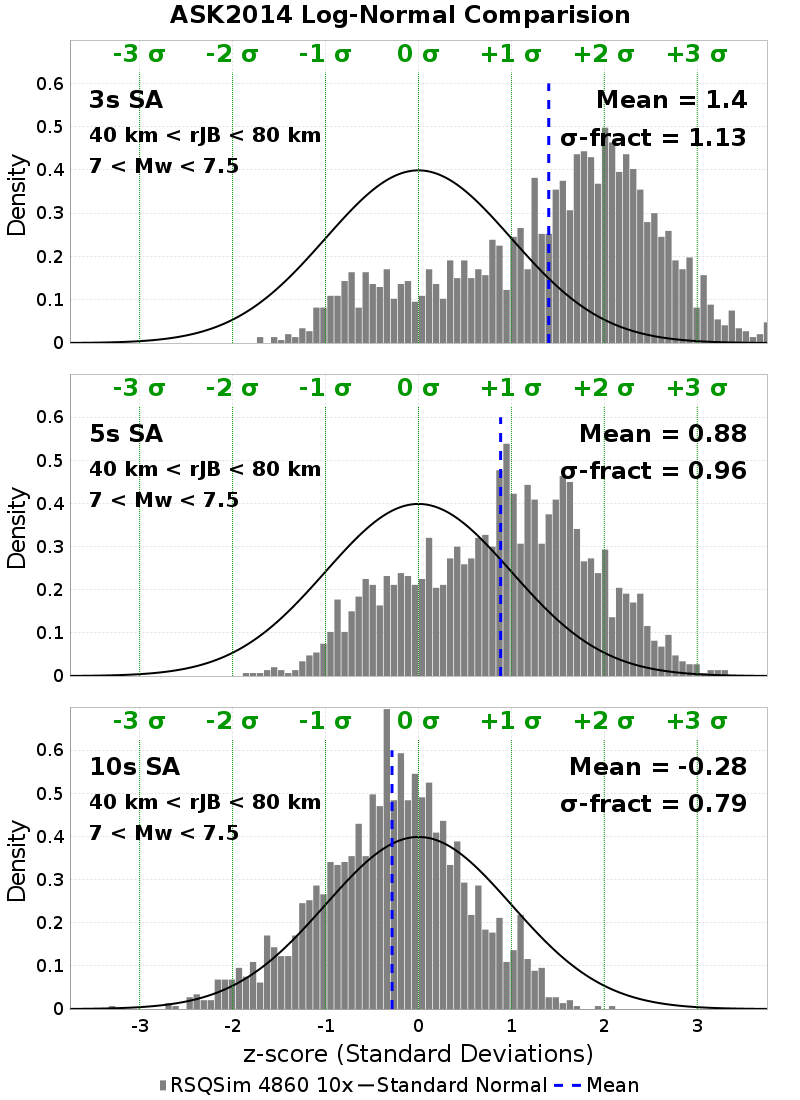 ASK2014 Log-Normal Comparision
-3 σ -2 σ -1 σ 0 σ +1 σ +2 σ +3 σ
3s SA
40 km < rJB < 80 km
7 < Mw < 7.5
Mean = 1.4
σ-fract = 1.13
Density
0.6
0.5
0.4
0.3
0.2
0.1
0
-3 σ -2 σ -1 σ 0 σ +1 σ +2 σ +3 σ
5s SA
40 km < rJB < 80 km
7 < Mw < 7.5
Mean = 0.88
σ-fract = 0.96
Density
0.6
0.5
0.4
0.3
0.2
0.1
0
-3 σ -2 σ -1 σ 0 σ +1 σ +2 σ +3 σ
10s SA
40 km < rJB < 80 km
7 < Mw < 7.5
Mean = -0.28
σ-fract = 0.79
Density
0.6
0.5
0.4
0.3
0.2
0.1
0
-3 -2 -1 0 1 2 3
z-score (Standard Deviations)
RSQSim 4860 10x Standard Normal Mean